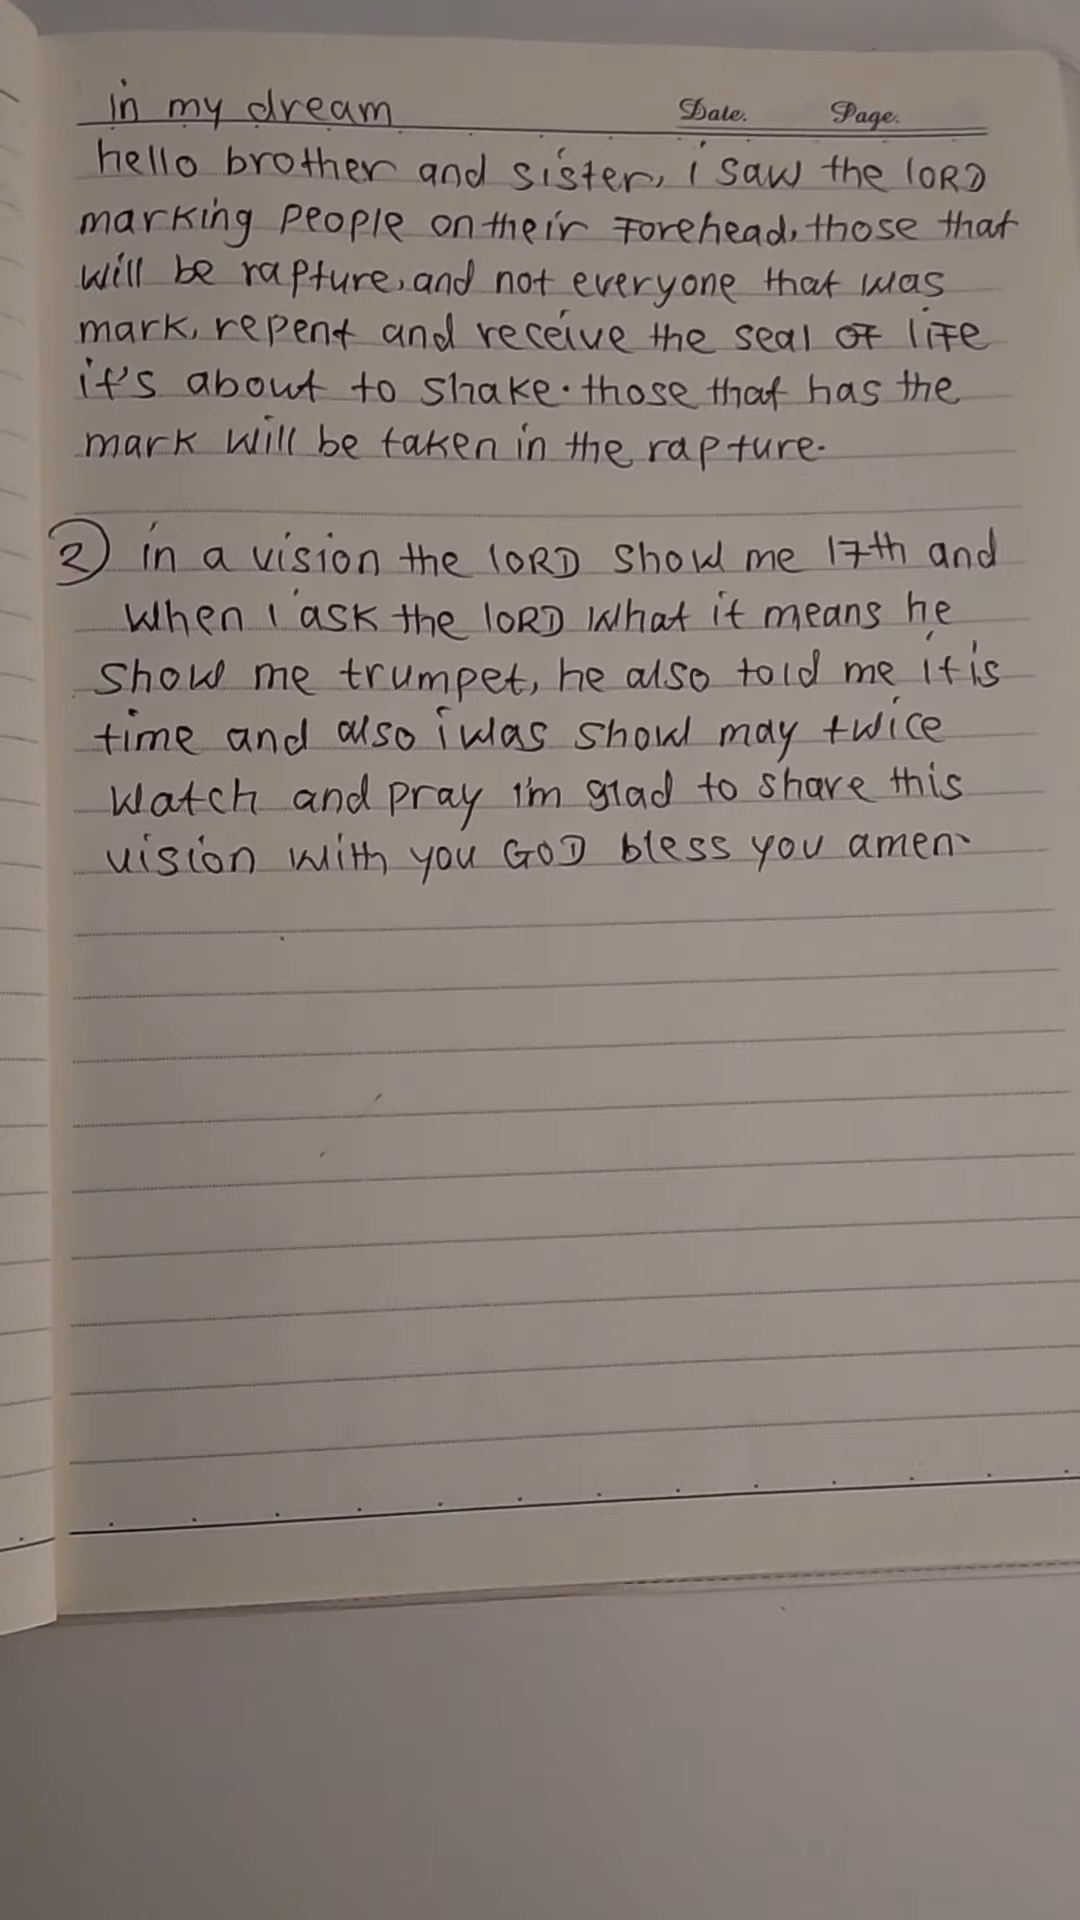 in my dream Date. Page.
hello brother and sister, i saw the lORD
marking people on their Forehead, those that
will be rapture, and not everyone that was
mark, repent and receive the seal of life
it's about to shake. those that has the
mark will be taken in the rapture.
2 in a vision the lORD show me 17th and
when i ask the lORD what it means he
show me trumpet, he also told me it is
time and also i was show may twice
watch and pray i'm glad to share this
vision with you GOD bless you amen.